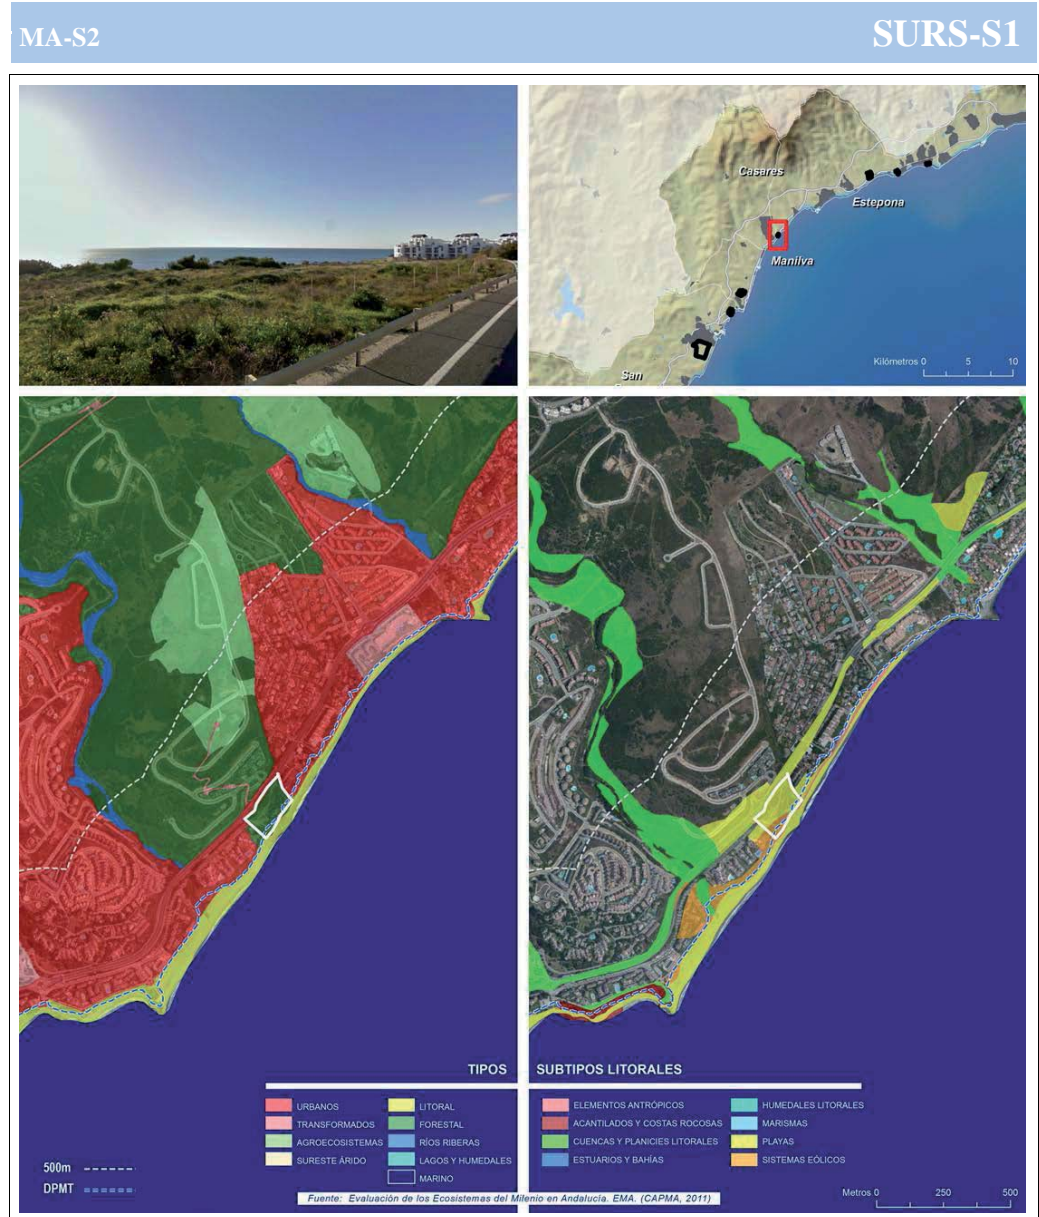 MA-S2
SURS-S1
Casares
Estepona
Manilva
San
Kilómetros 0 5 10
TIPOS
URBANOS
TRANSFORMADOS
AGROECOSISTEMAS
SURESTE ÁRIDO
LITORAL
FORESTAL
RÍOS RIBERAS
LAGOS Y HUMEDALES
MARINO
500m
DPMT
SUBTIPOS LITORALES
ELEMENTOS ANTRÓPICOS
ACANTILADOS Y COSTAS ROCOSAS
CUENCAS Y PLANICIES LITORALES
ESTUARIOS Y BAHÍAS
HUMEDALES LITORALES
MARISMAS
PLAYAS
SISTEMAS EÓLICOS
Fuente: Evaluación de los Ecosistemas del Milenio en Andalucía. EMA. (CAPMA, 2011)
Metros 0 250 500